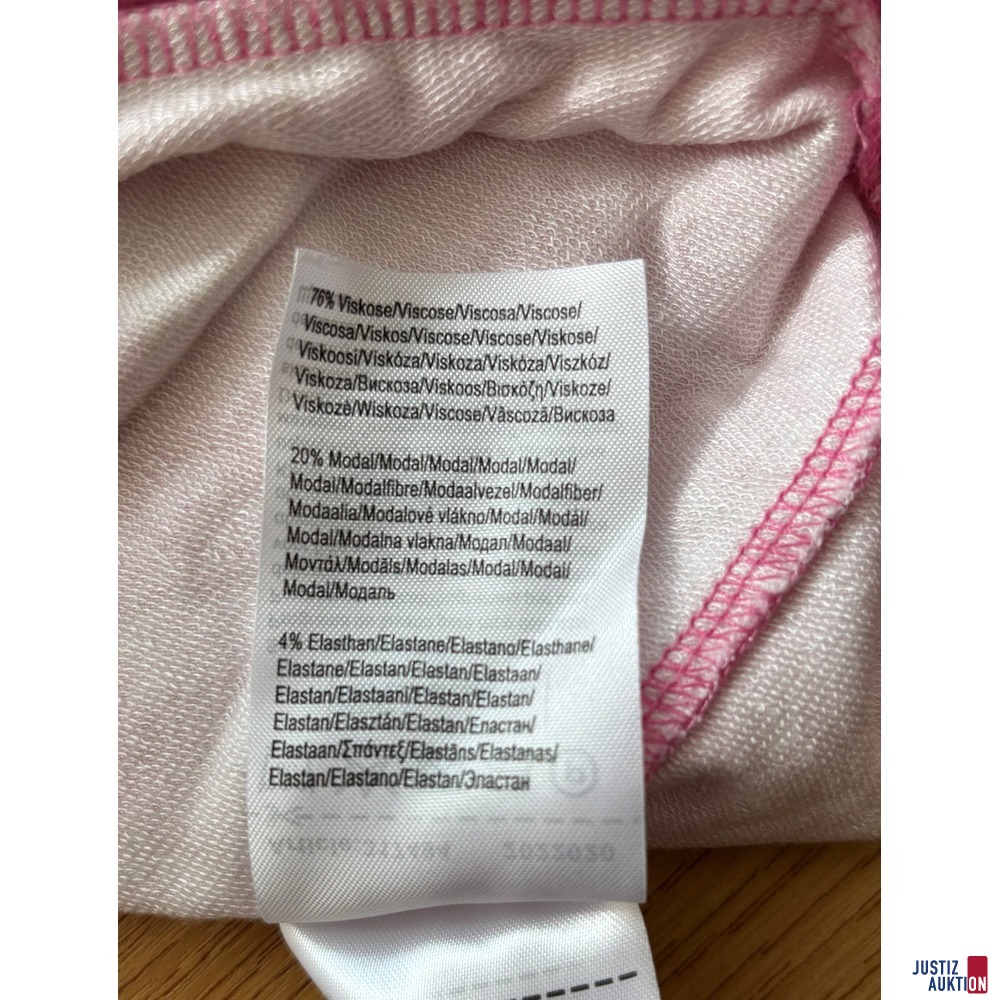 76% Viskose/Viscose/Viscosa/Viscose/
Viscosa/Viskos/Viscose/Viscose/Viskose/
Viskoosi/Viskóza/Viskoza/Viskóza/Viszkóz/
Viskoza/Вискоза/Viskoos/Βισκόζη/Viskoze/
Viskozė/Wiskoza/Viscose/Vâscoză/Вискоза
20% Modal/Modal/Modal/Modal/Modal/
Modal/Modalfibre/Modaalvezel/Modalfiber/
Modaalia/Modalové vlákno/Modal/Modál/
Modal/Modalna vlakna/Модал/Modaal/
Μοντάλ/Modāls/Modalas/Modal/Modal/
Modal/Модаль
4% Elasthan/Elastane/Elastano/Elasthane/
Elastane/Elastan/Elastan/Elastaan/
Elastan/Elastaani/Elastan/Elastan/
Elastan/Elasztán/Elastan/Еластан/
Elastaan/Σπάντεξ/Elastāns/Elastanas/
Elastan/Elastano/Elastan/Эластан
JUSTIZ
AUKTION